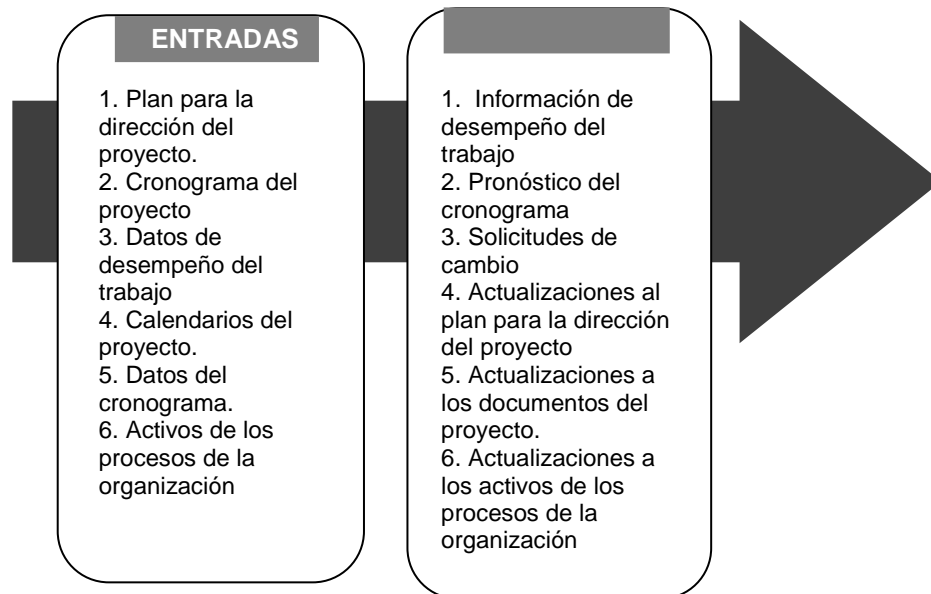 ENTRADAS
1. Plan para la
dirección del
proyecto.
2. Cronograma del
proyecto
3. Datos de
desempeño del
trabajo
4. Calendarios del
proyecto.
5. Datos del
cronograma.
6. Activos de los
procesos de la
organización
1. Información de
desempeño del
trabajo
2. Pronóstico del
cronograma
3. Solicitudes de
cambio
4. Actualizaciones al
plan para la dirección
del proyecto
5. Actualizaciones a
los documentos del
proyecto.
6. Actualizaciones a
los activos de los
procesos de la
organización